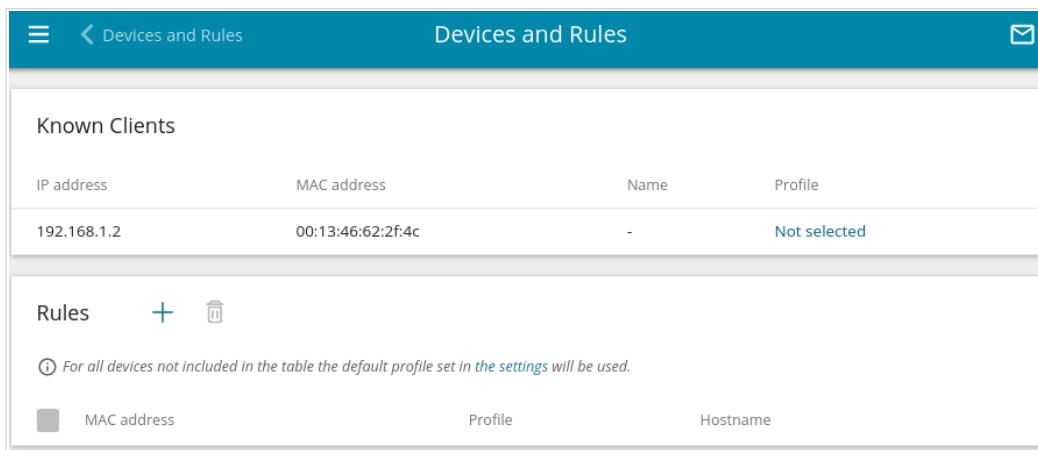 Devices and Rules Devices and Rules
Known Clients
IP address MAC address Name Profile
192.168.1.2 00:13:46:62:2f:4c - Not selected
Rules
For all devices not included in the table the default profile set in the settings will be used.
MAC address Profile Hostname